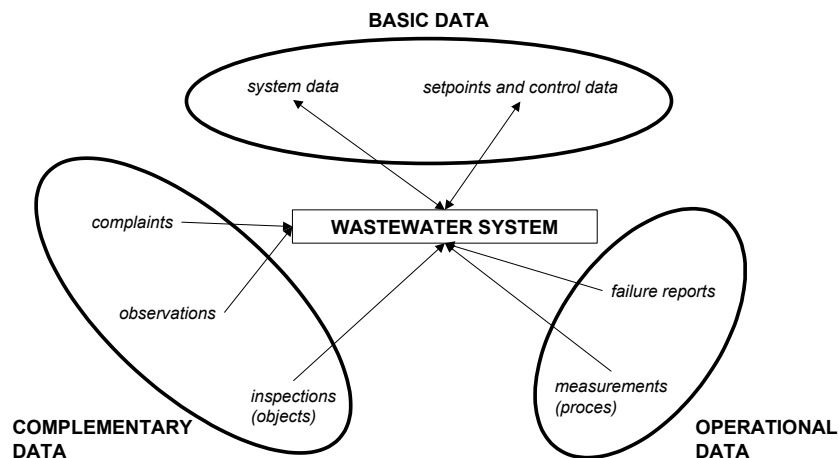 BASIC DATA
system data
setpoints and control data
complaints
WASTEWATER SYSTEM
failure reports
observations
inspections
(objects)
measurements
(proces)
COMPLEMENTARY
DATA
OPERATIONAL
DATA